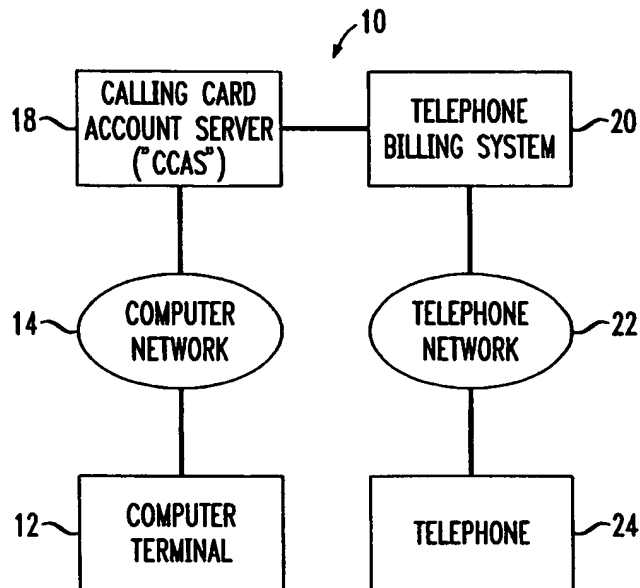 10
CALLING CARD
ACCOUNT SERVER
("CCAS")
18
TELEPHONE
BILLING SYSTEM
20
COMPUTER
NETWORK
14
TELEPHONE
NETWORK
22
COMPUTER
TERMINAL
12
TELEPHONE
24